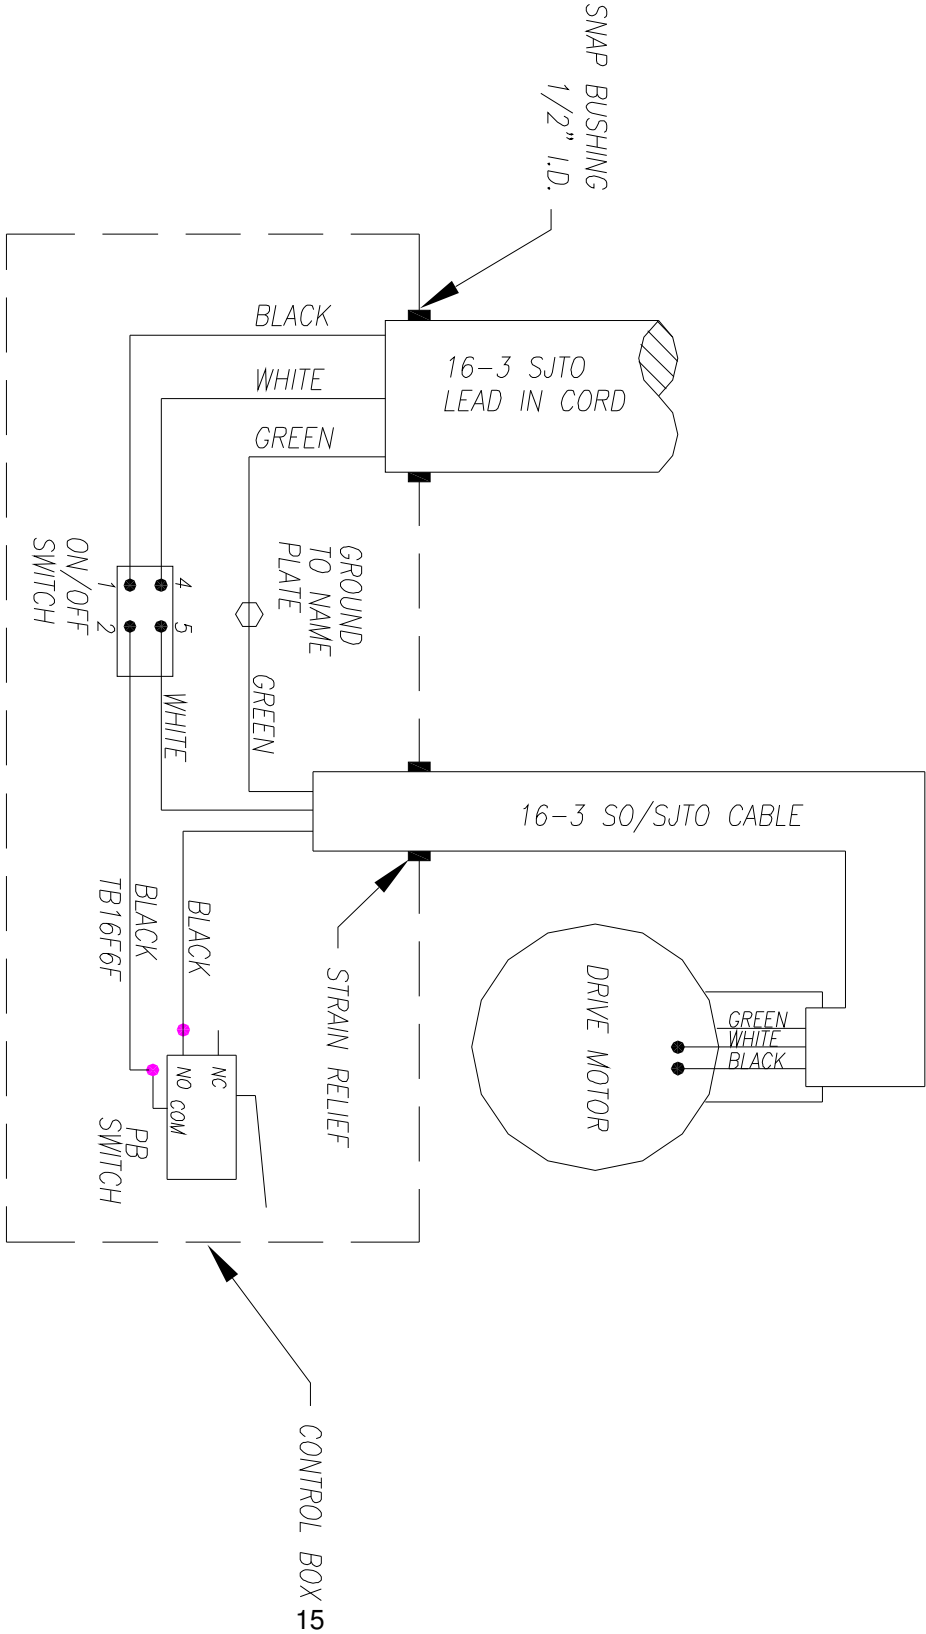 SNAP BUSHING
1/2" I.D.
BLACK
WHITE
GREEN
16-3 SJTO
LEAD IN CORD
GROUND
TO NAME
PLATE
ON/OFF
SWITCH
4
1
5
2
WHITE
GREEN
16-3 SO/SJTO CABLE
BLACK
TB16F6F
BLACK
STRAIN RELIEF
DRIVE MOTOR
GREEN
WHITE
BLACK
NC
NO
COM
PB
SWITCH
CONTROL BOX
15